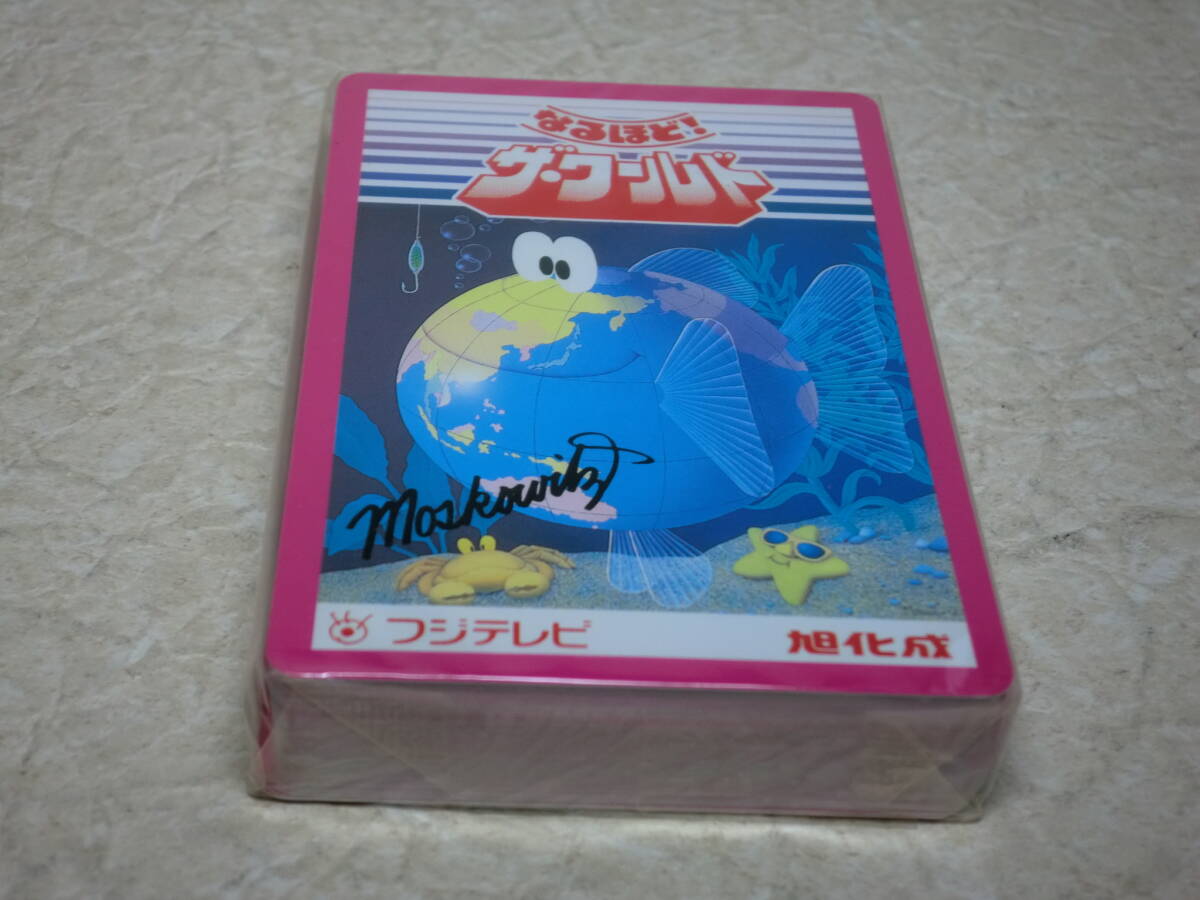 なるほど!
ザ・ワールド
Moskowitz
フジテレビ
旭化成